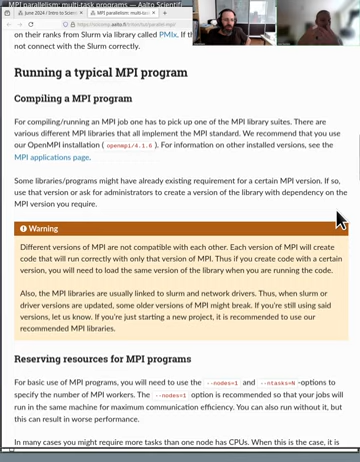 MPI parallelism: multi-task programs — Aalto Scientifi
June 2024 / Intro to Scien
MPI parallelism: multi-tas
on their ranks from Slurm via library called PMIx. If th
not connect with the Slurm correctly.
Running a typical MPI program
Compiling a MPI program
For compiling/running an MPI job one has to pick up one of the MPI library suites. There are
various different MPI libraries that all implement the MPI standard. We recommend that you use
our OpenMPI installation ( openmpi/4.1.6 ). For information on other installed versions, see the
MPI applications page.
Some libraries/programs might have already existing requirement for a certain MPI version. If so,
use that version or ask for administrators to create a version of the library with dependency on the
MPI version you require.
Warning
Different versions of MPI are not compatible with each other. Each version of MPI will create
code that will run correctly with only that version of MPI. Thus if you create code with a certain
version, you will need to load the same version of the library when you are running the code.
Also, the MPI libraries are usually linked to slurm and network drivers. Thus, when slurm or
driver versions are updated, some older versions of MPI might break. If you're still using said
versions, let us know. If you're just starting a new project, it is recommended to use our
recommended MPI libraries.
Reserving resources for MPI programs
For basic use of MPI programs, you will need to use the --nodes=1 and --ntasks=N -options to
specify the number of MPI workers. The --nodes=1 option is recommended so that your jobs will
run in the same machine for maximum communication efficiency. You can also run without it, but
this can result in worse performance.
In many cases you might require more tasks than one node has CPUs. When this is the case, it is